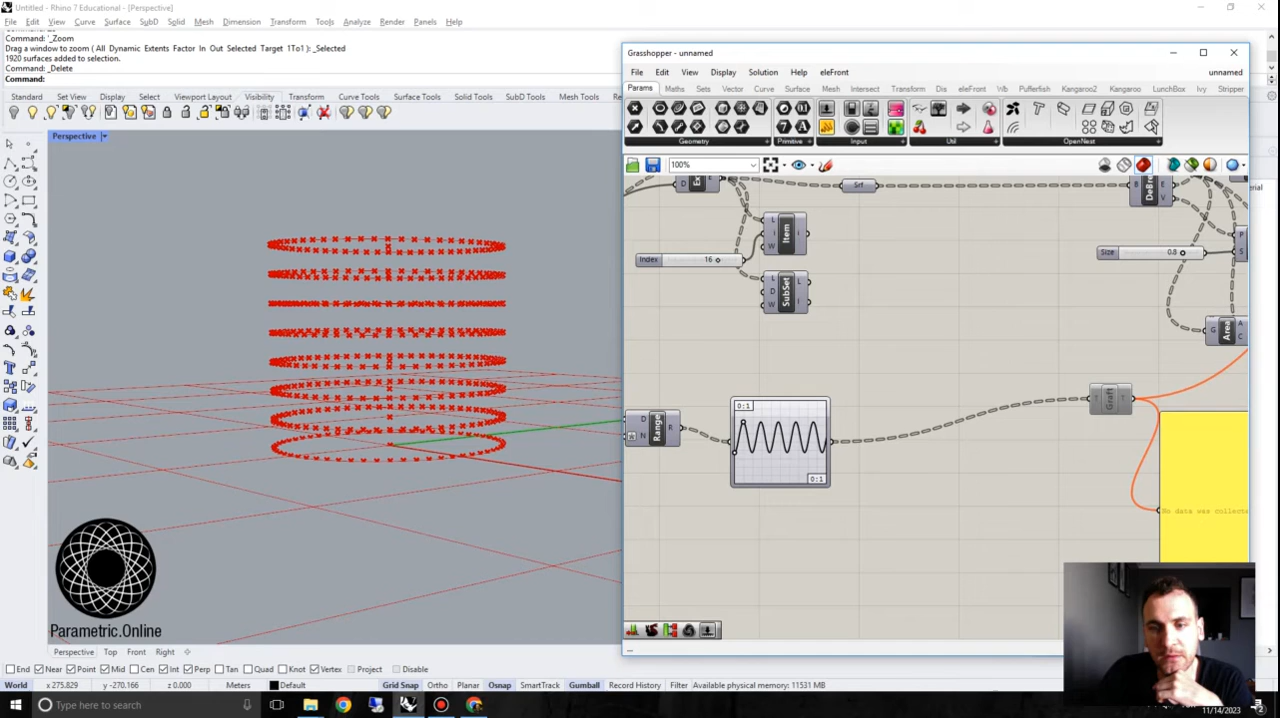 Untitled - Rhino 7 Educational - [Perspective]
File Edit View Curve Surface SubD Solid Mesh Dimension Transform Tools Analyze Render Panels Help
Command: '_Zoom
Drag a window to zoom ( All Dynamic Extents Factor In Out Selected Target 1To1 ): _Selected
1920 surfaces added to selection.
Command: _Delete
Command:
Standard Set View Display Select Viewport Layout Visibility Transform Curve Tools Surface Tools Solid Tools SubD Tools Mesh Tools
Perspective
Grasshopper - unnamed
File Edit View Display Solution Help eleFront unnamed
Params Maths Sets Vector Curve Surface Mesh Intersect Transform Display Dis eleFront V/b Pufferfish Kangaroo2 Kangaroo LunchBox Ivy Stripper
Geometry Primitive Input Util OpenNest
100%
D E Srf B DeBre E V
L i W Item i
Index 16
Size 0.8
L D W SubSet L I
G Area A C
D N Range R
0:1
0:1
Graft
No data was collecte
Parametric.Online
Perspective Top Front Right
End Near Point Mid Cen Int Perp Tan Quad Knot Vertex Project Disable
World x 275.829 y -270.166 z 0.000 Meters Default Grid Snap Ortho Planar Osnap SmartTrack Gumball Record History Filter Available physical memory: 11531 MB
Type here to search
11/14/2023